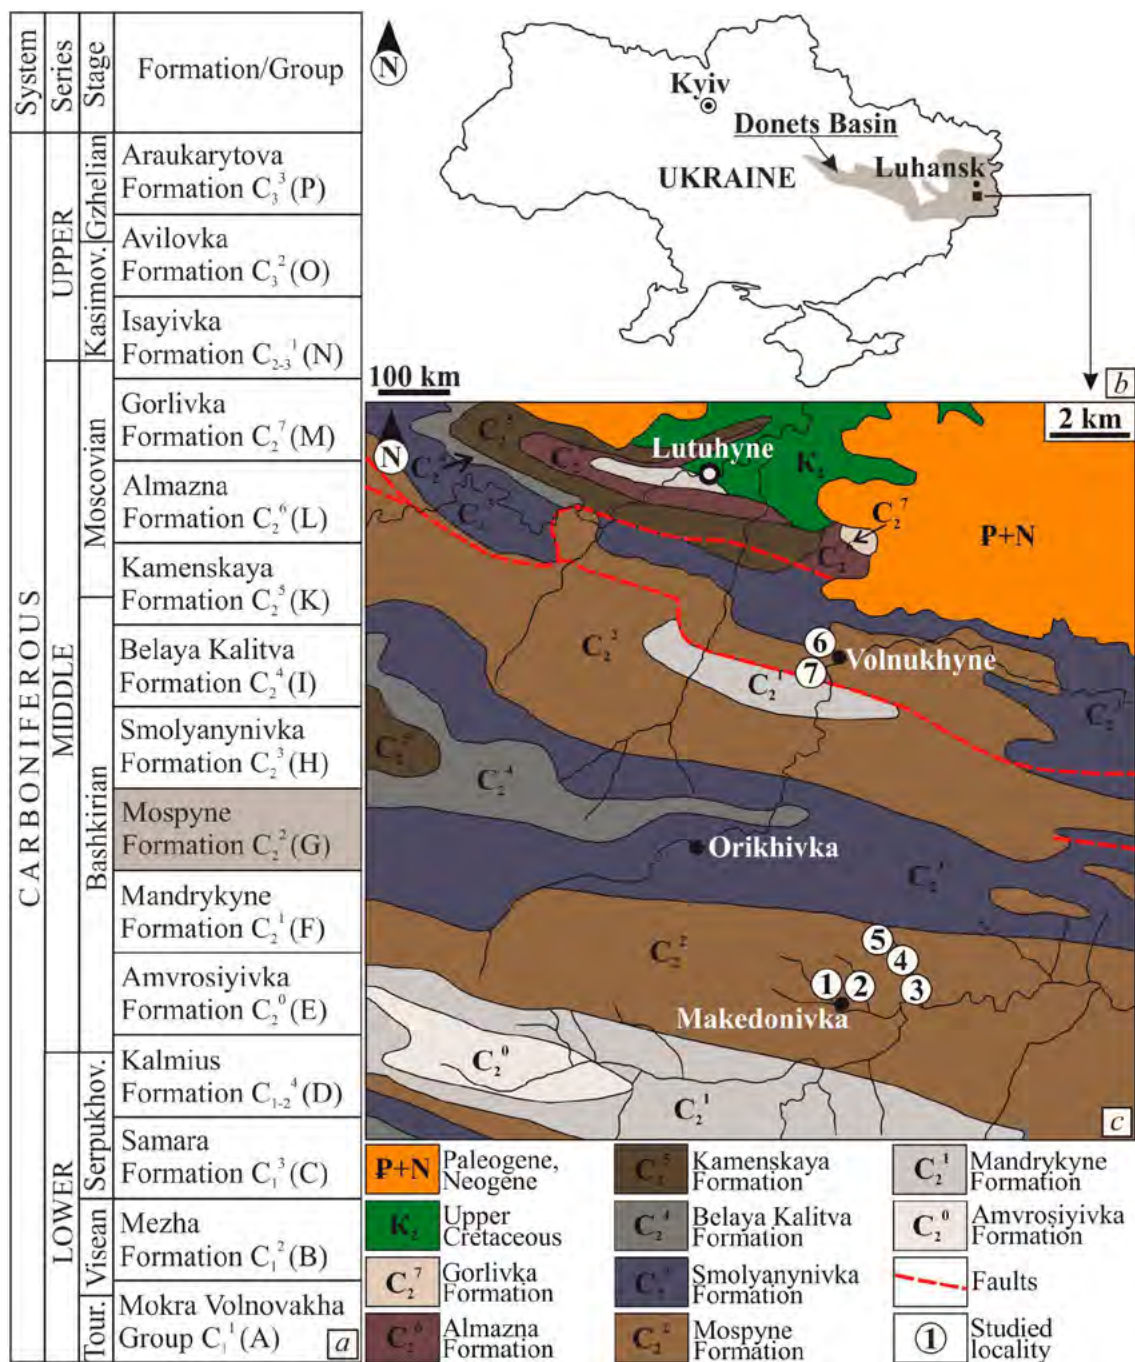 System
Series
Stage
Formation/Group
CARBONIFEROUS
UPPER
MIDDLE
LOWER
Gzhelian
Kasimov.
Moscovian
Bashkirian
Serpukhov.
Visean
Tour.
Araukarytova
Formation C₃³(P)
Avilovka
Formation C₃²(O)
Isayivka
Formation C₂₋₃¹(N)
Gorlivka
Formation C₂⁷(M)
Almazna
Formation C₂⁶(L)
Kamenskaya
Formation C₂⁵(K)
Belaya Kalitva
Formation C₂⁴(I)
Smolyanynivka
Formation C₂³(H)
Mospyne
Formation C₂²(G)
Mandrykyne
Formation C₂¹(F)
Amvrosiyivka
Formation C₂⁰(E)
Kalmius
Formation C₁₋₂⁴(D)
Samara
Formation C₁³(C)
Mezha
Formation C₁²(B)
Mokra Volnovakha
Group C₁¹(A)
a
N
Kyiv
Donets Basin
Luhansk
UKRAINE
100 km
b
2 km
N
Lutuhyne
C₂⁵
K₂
C₂⁷
₽+N
C₂²
6
Volnukhyne
7
C₂¹
C₂⁴
Orikhivka
C₂³
C₂²
5
4
1
2
3
Makedonivka
C₂⁰
C₂¹
c
₽+N
Paleogene,
Neogene
K₂
Upper
Cretaceous
C₂⁷
Gorlivka
Formation
C₂⁶
Almazna
Formation
C₂⁵
Kamenskaya
Formation
C₂⁴
Belaya Kalitva
Formation
C₂³
Smolyanynivka
Formation
C₂²
Mospyne
Formation
C₂¹
Mandrykyne
Formation
C₂⁰
Amvrosiyivka
Formation
Faults
1
Studied
locality